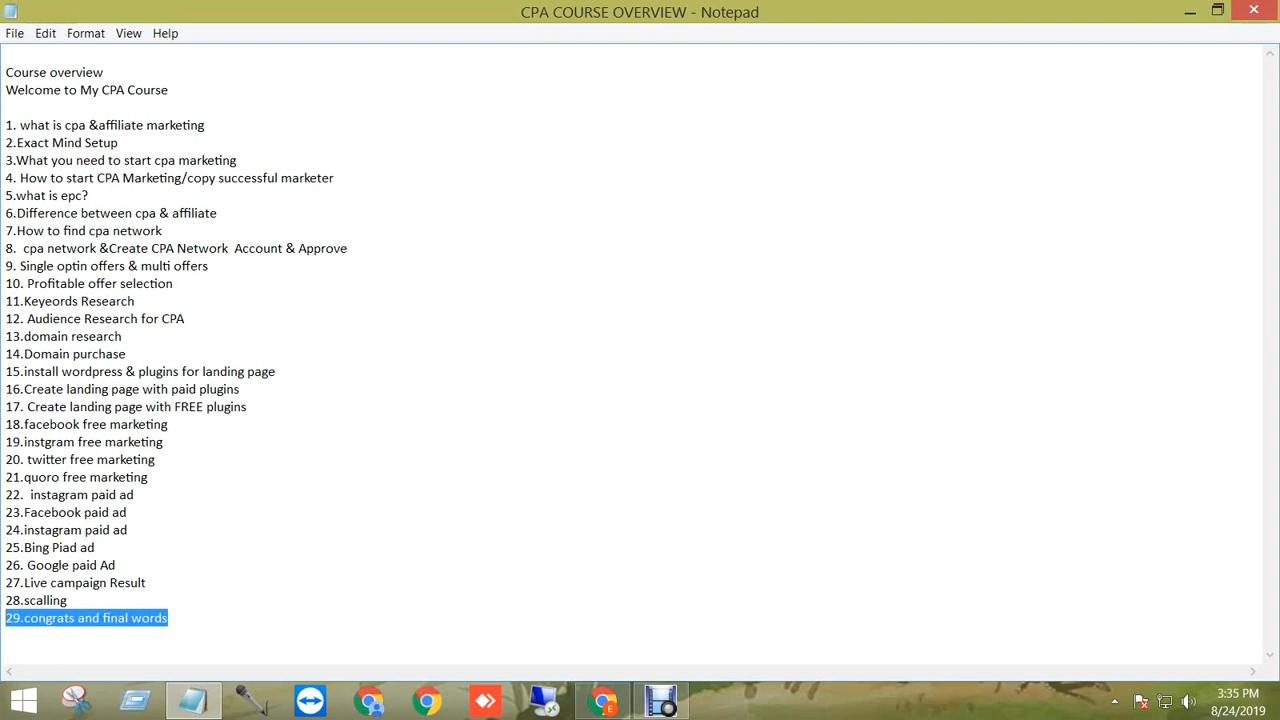 CPA COURSE OVERVIEW - Notepad
File Edit Format View Help
Course overview
Welcome to My CPA Course
1. what is cpa &affiliate marketing
2.Exact Mind Setup
3.What you need to start cpa marketing
4. How to start CPA Marketing/copy successful marketer
5.what is epc?
6.Difference between cpa & affiliate
7.How to find cpa network
8.  cpa network &Create CPA Network  Account & Approve
9. Single optin offers & multi offers
10. Profitable offer selection
11.Keyeords Research
12. Audience Research for CPA
13.domain research
14.Domain purchase
15.install wordpress & plugins for landing page
16.Create landing page with paid plugins
17. Create landing page with FREE plugins
18.facebook free marketing
19.instgram free marketing
20. twitter free marketing
21.quoro free marketing
22.  instagram paid ad
23.Facebook paid ad
24.instagram paid ad
25.Bing Piad ad
26. Google paid Ad
27.Live campaign Result
28.scalling
29.congrats and final words
E
3:35 PM
8/24/2019